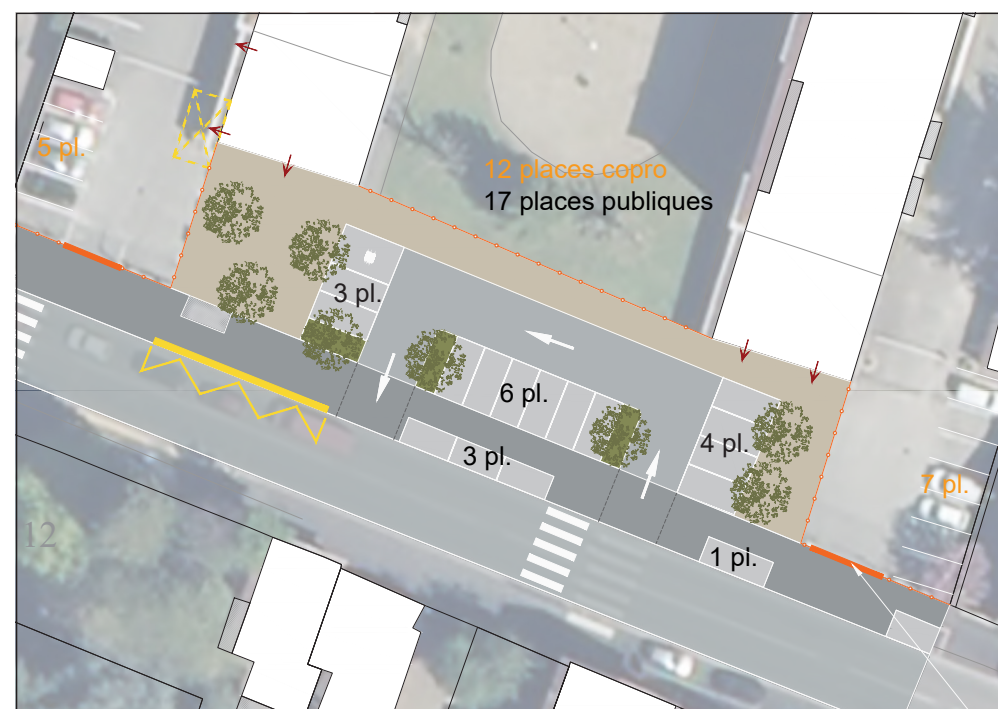 5 pl.
12 places copro
17 places publiques
3 pl.
6 pl.
4 pl.
3 pl.
7 pl.
12
1 pl.